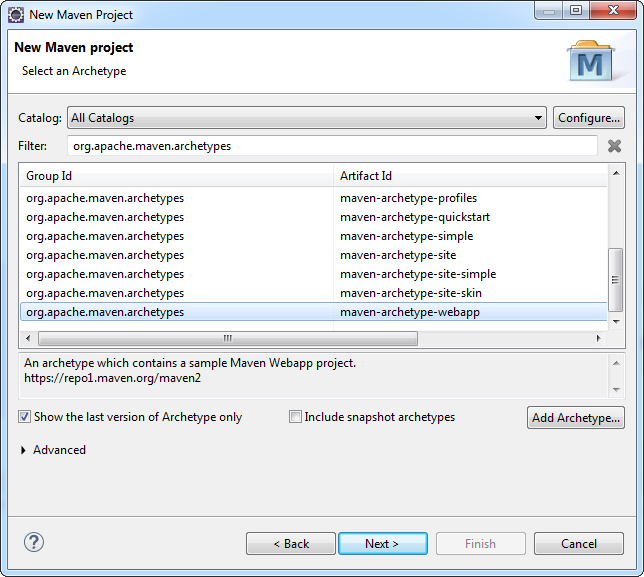 New Maven Project
New Maven project
Select an Archetype
M
Catalog: All Catalogs Configure...
Filter: org.apache.maven.archetypes
Group Id Artifact Id
org.apache.maven.archetypes maven-archetype-profiles
org.apache.maven.archetypes maven-archetype-quickstart
org.apache.maven.archetypes maven-archetype-simple
org.apache.maven.archetypes maven-archetype-site
org.apache.maven.archetypes maven-archetype-site-simple
org.apache.maven.archetypes maven-archetype-site-skin
org.apache.maven.archetypes maven-archetype-webapp
An archetype which contains a sample Maven Webapp project.
https://repo1.maven.org/maven2
Show the last version of Archetype only Include snapshot archetypes Add Archetype...
Advanced
? < Back Next > Finish Cancel